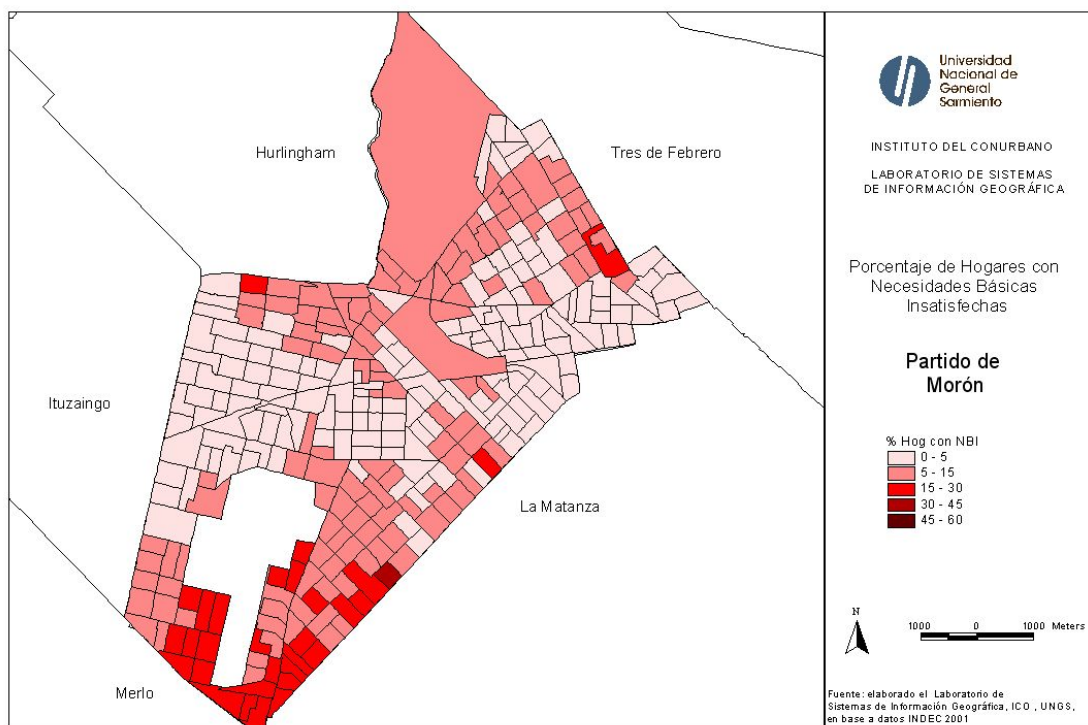 Hurlingham
Tres de Febrero
Ituzaingo
La Matanza
Merlo
Universidad
Nacional de
General
Sarmiento
INSTITUTO DEL CONURBANO
LABORATORIO DE SISTEMAS
DE INFORMACIÓN GEOGRÁFICA
Porcentaje de Hogares con
Necesidades Básicas
Insatisfechas
Partido de
Morón
% Hog con NBI
0 - 5
5 - 15
15 - 30
30 - 45
45 - 60
N
1000 0 1000 Meters
Fuente: elaborado el Laboratorio de
Sistemas de Información Geográfica, ICO , UNGS,
en base a datos INDEC 2001